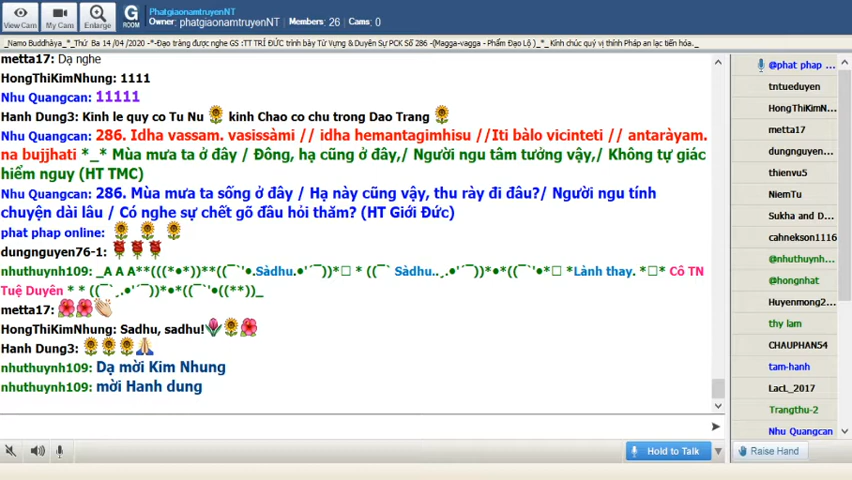 View Cam
My Cam
Enlarge
G
ROOM
PhatgiaonamtruyenNT
Owner: phatgiaonamtruyenNT Members: 26 Cams: 0
_Namo Buddhàya_*_Thứ Ba 14 /04 /2020 -*-Đạo tràng được nghe GS :TT TRÍ ĐỨC trình bày Từ Vựng & Duyên Sự PCK Số 286 -(Magga-vagga - Phẩm Đạo Lộ )_*_ Kính chúc quý vị thính Pháp an lạc tiến hóa._
metta17: Dạ nghe
HongThiKimNhung: 1111
Nhu Quangcan: 11111
Hanh Dung3: Kinh le quy co Tu Nu kinh Chao co chu trong Dao Trang
Nhu Quangcan: 286. Idha vassam. vasissàmi // idha hemantagimhisu //Iti bàlo vicinteti // antaràyam.
na bujjhati *_* Mùa mưa ta ở đây / Đông, hạ cũng ở đây,/ Người ngu tâm tưởng vậy,/ Không tự giác
hiểm nguy (HT TMC)
Nhu Quangcan: 286. Mùa mưa ta sống ở đây / Hạ này cũng vậy, thu rày đi đâu?/ Người ngu tính
chuyện dài lâu / Có nghe sự chết gõ đầu hỏi thăm? (HT Giới Đức)
phat phap online:
dungnguyen76-1:
nhuthuynh109: _A A A**(((*•*))**((¯`'•.Sàdhu.•'´¯))*□ * ((¯` Sàdhu..¸.•'´¯))*•*((¯`'•*□ *Lành thay. *□* Cô TN
Tuệ Duyên * * ((¯`¸.•'´¯))*•*((¯`'•((**))_
metta17:
HongThiKimNhung: Sadhu, sadhu!
Hanh Dung3:
nhuthuynh109: Dạ mời Kim Nhung
nhuthuynh109: mời Hanh dung
Hold to Talk
@phat phap ...
tntueduyen
HongThiKimN...
metta17
dungnguyen...
thienvu5
NiemTu
Sukha and D...
cahnekson1116
@nhuthuynh...
@hongnhat
Huyenmong2...
thy lam
CHAUPHAN54
tam-hanh
LacL_2017
Trangthu-2
Nhu Quangcan
Raise Hand